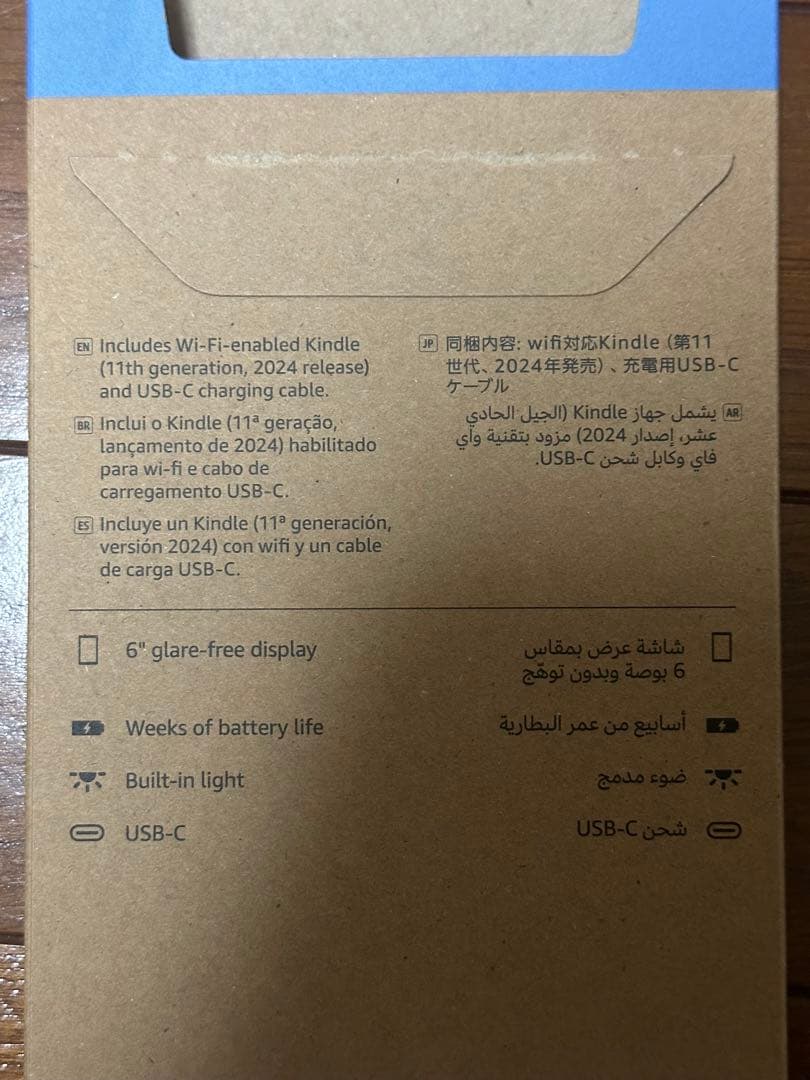 EN Includes Wi-Fi-enabled Kindle
(11th generation, 2024 release)
and USB-C charging cable.
BR Inclui o Kindle (11ª geração,
lançamento de 2024) habilitado
para wi-fi e cabo de
carregamento USB-C.
ES Incluye un Kindle (11ª generación,
versión 2024) con wifi y un cable
de carga USB-C.
JP 同梱内容: wifi対応Kindle（第11
世代、2024年発売）、充電用USB-C
ケーブル
AR يشمل جهاز Kindle (الجيل الحادي
عشر، إصدار 2024) مزود بتقنية واي
فاي وكابل شحن USB-C.
6" glare-free display
Weeks of battery life
Built-in light
USB-C
شاشة عرض بمقاس
6 بوصة وبدون توهّج
أسابيع من عمر البطارية
ضوء مدمج
شحن USB-C